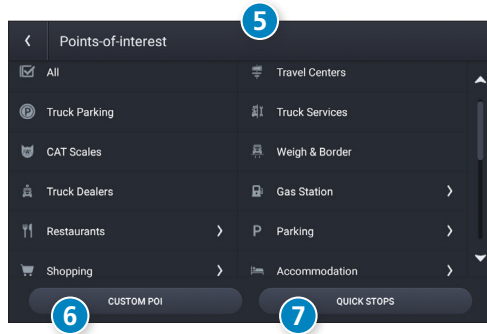 5
Points-of-interest
All
Travel Centers
P Truck Parking
Truck Services
CAT Scales
Weigh & Border
Truck Dealers
Gas Station
Restaurants
P Parking
Shopping
Accommodation
CUSTOM POI
QUICK STOPS
6
7